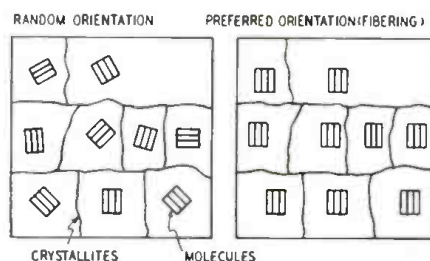 RANDOM ORIENTATION
PREFERRED ORIENTATION (FIBERING)
CRYSTALLITES
MOLECULES